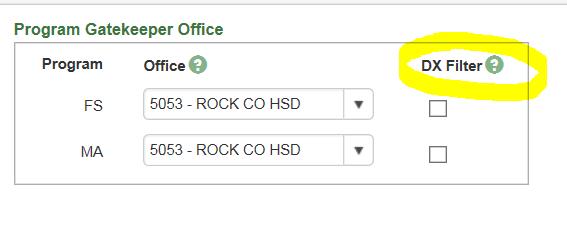 Program Gatekeeper Office
Program Office ? DX Filter ?
FS 5053 - ROCK CO HSD
MA 5053 - ROCK CO HSD